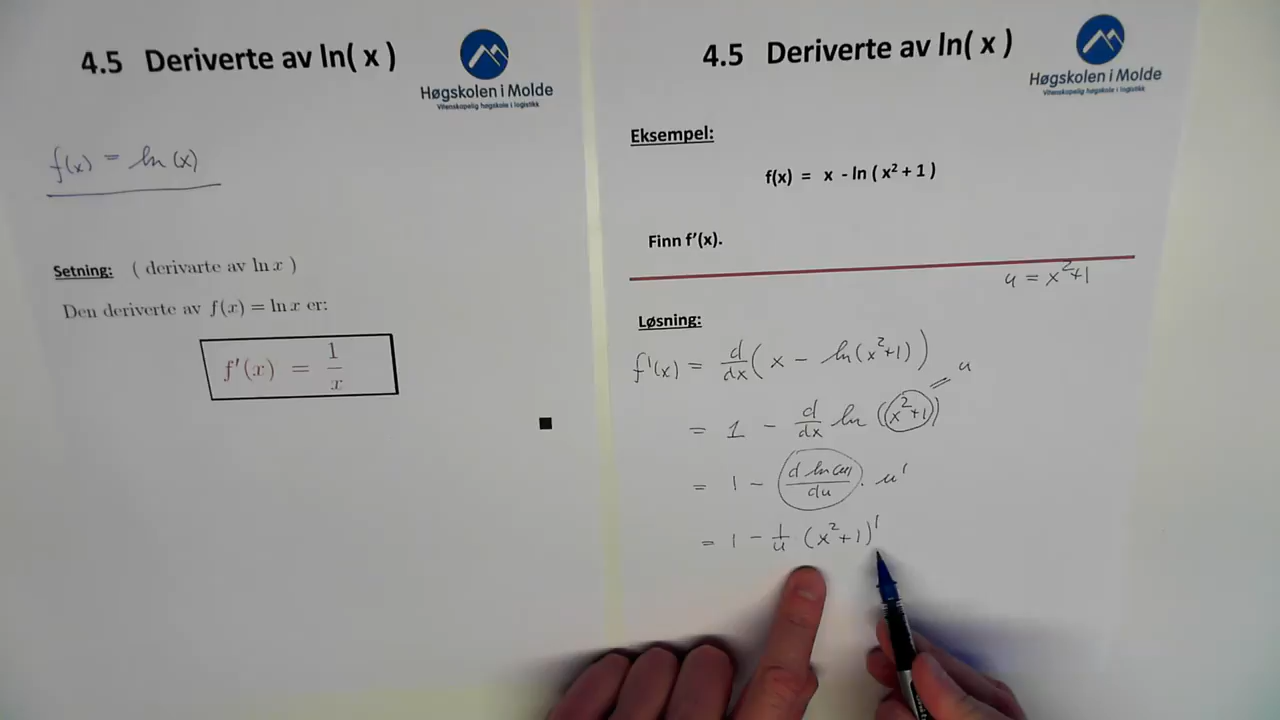 4.5 Deriverte av ln( x )
Høgskolen i Molde
Vitenskapelig høgskole i logistikk
f(x) = ln(x)
Setning: ( derivarte av ln x )
Den deriverte av f(x) = ln x er:
f'(x) = 1/x
4.5 Deriverte av ln( x )
Høgskolen i Molde
Vitenskapelig høgskole i logistikk
Eksempel:
f(x) = x - ln ( x² + 1 )
Finn f'(x).
u = x²+1
Løsning:
f'(x) = d/dx ( x - ln(x²+1) )
= 1 - d/dx ln (x²+1) = u
= 1 - d ln(u)/du · u'
= 1 - 1/u (x²+1)'